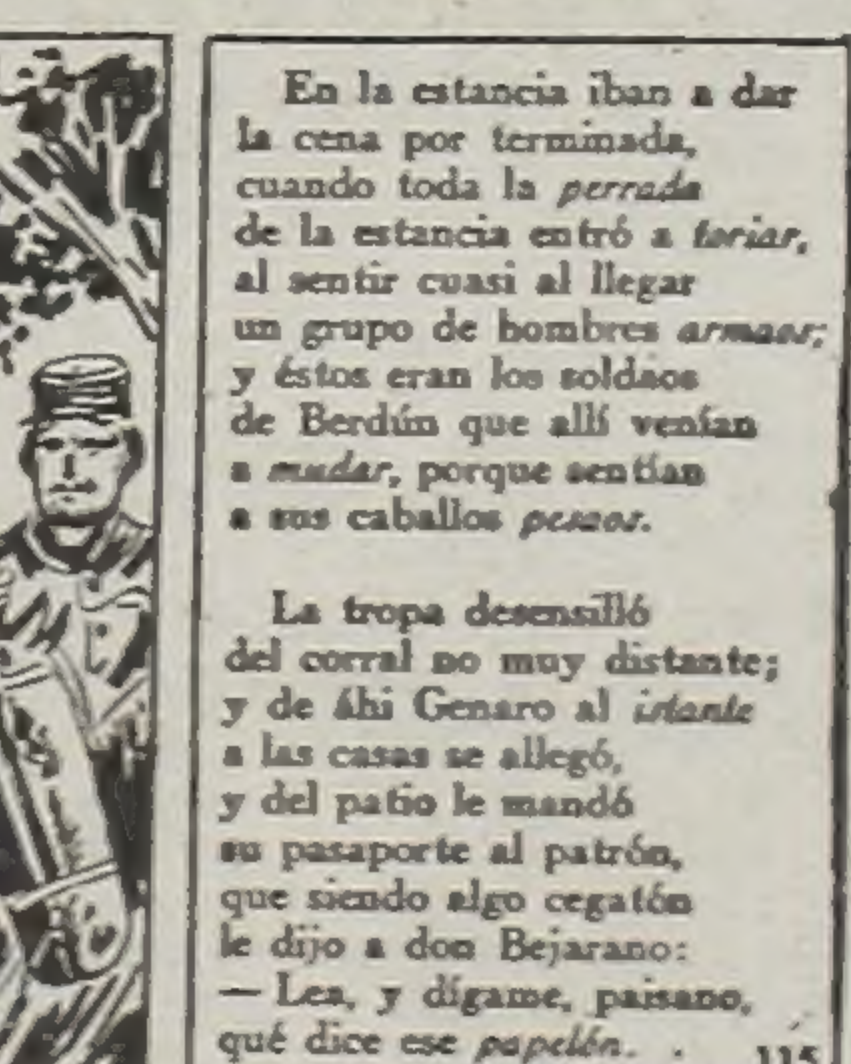 En la estancia iban a dar
la cena por terminada,
cuando toda la perrada
de la estancia entró a toriar,
al sentir cuasi al llegar
un grupo de hombres armaos;
y éstos eran los soldaos
de Berdún que allí venían
a mudar, porque sentían
a sus caballos pesaos.
La tropa desensilló
del corral no muy distante;
y de áhi Genaro al istante
a las casas se allegó,
y del patio le mandó
su pasaporte al patrón,
que siendo algo cegatón
le dijo a don Bejarano:
— Lea, y dígame, paisano,
qué dice ese papelón.